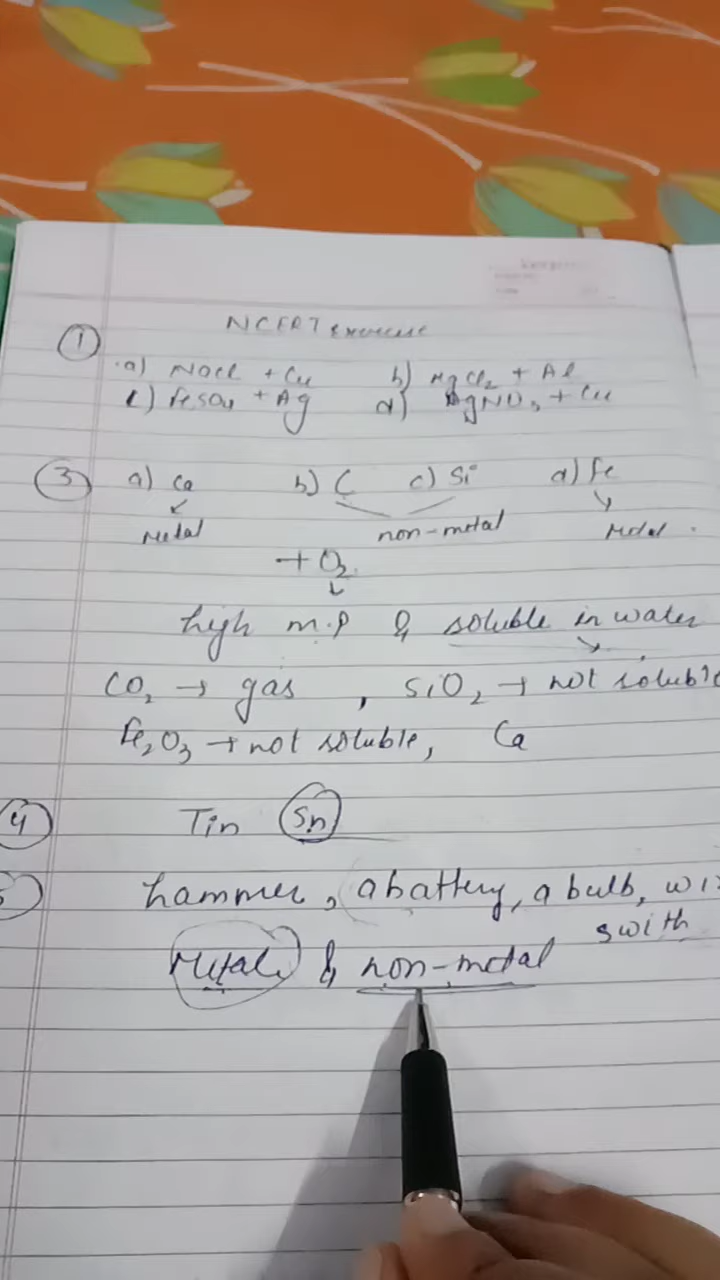 NCERT Exercise
① a) NaCl + Cu b) MgCl₂ + Al
c) FeSO₄ + Ag d) AgNO₃ + Cu
③ a) Ca b) C c) Si d) Fe
Metal non-metal Metal
+ O₂
high m.p & soluble in water
CO₂ → gas , SiO₂ → not soluble
Fe₂O₃ → not soluble, Ca
④ Tin Sn
hammer, a battery, a bulb,
swith
Metals & non-metal